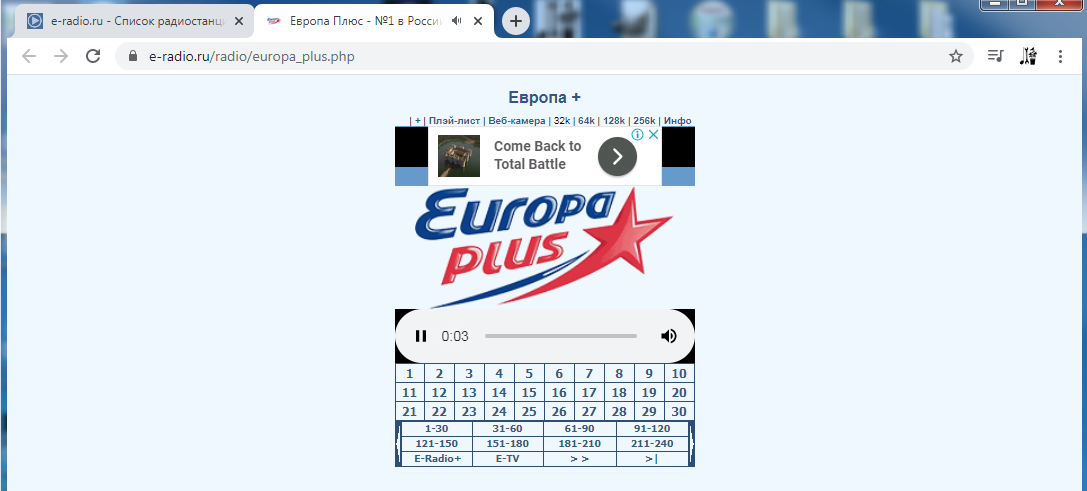 e-radio.ru - Список радиостанци
Европа Плюс - №1 в России
e-radio.ru/radio/europa_plus.php
Европа +
| + | Плэй-лист | Веб-камера | 32k | 64k | 128k | 256k | Инфо
Come Back to
Total Battle
Europa
plus
0:03
1 2 3 4 5 6 7 8 9 10
11 12 13 14 15 16 17 18 19 20
21 22 23 24 25 26 27 28 29 30
1-30 31-60 61-90 91-120
121-150 151-180 181-210 211-240
E-Radio+ E-TV > > >|